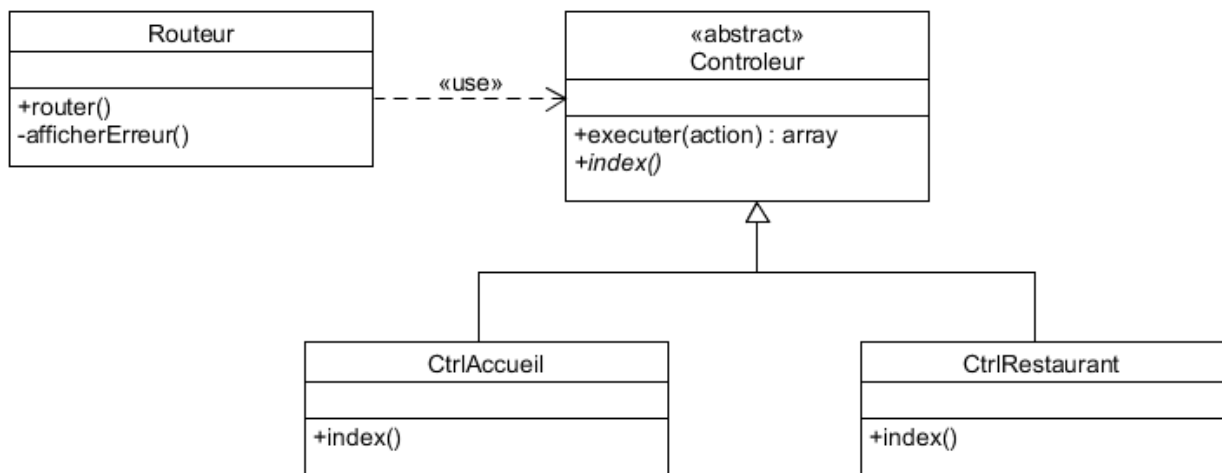 Routeur
+router()
-afficherErreur()
«use»
«abstract»
Controleur
+executer(action) : array
+index()
CtrlAccueil
+index()
CtrlRestaurant
+index()